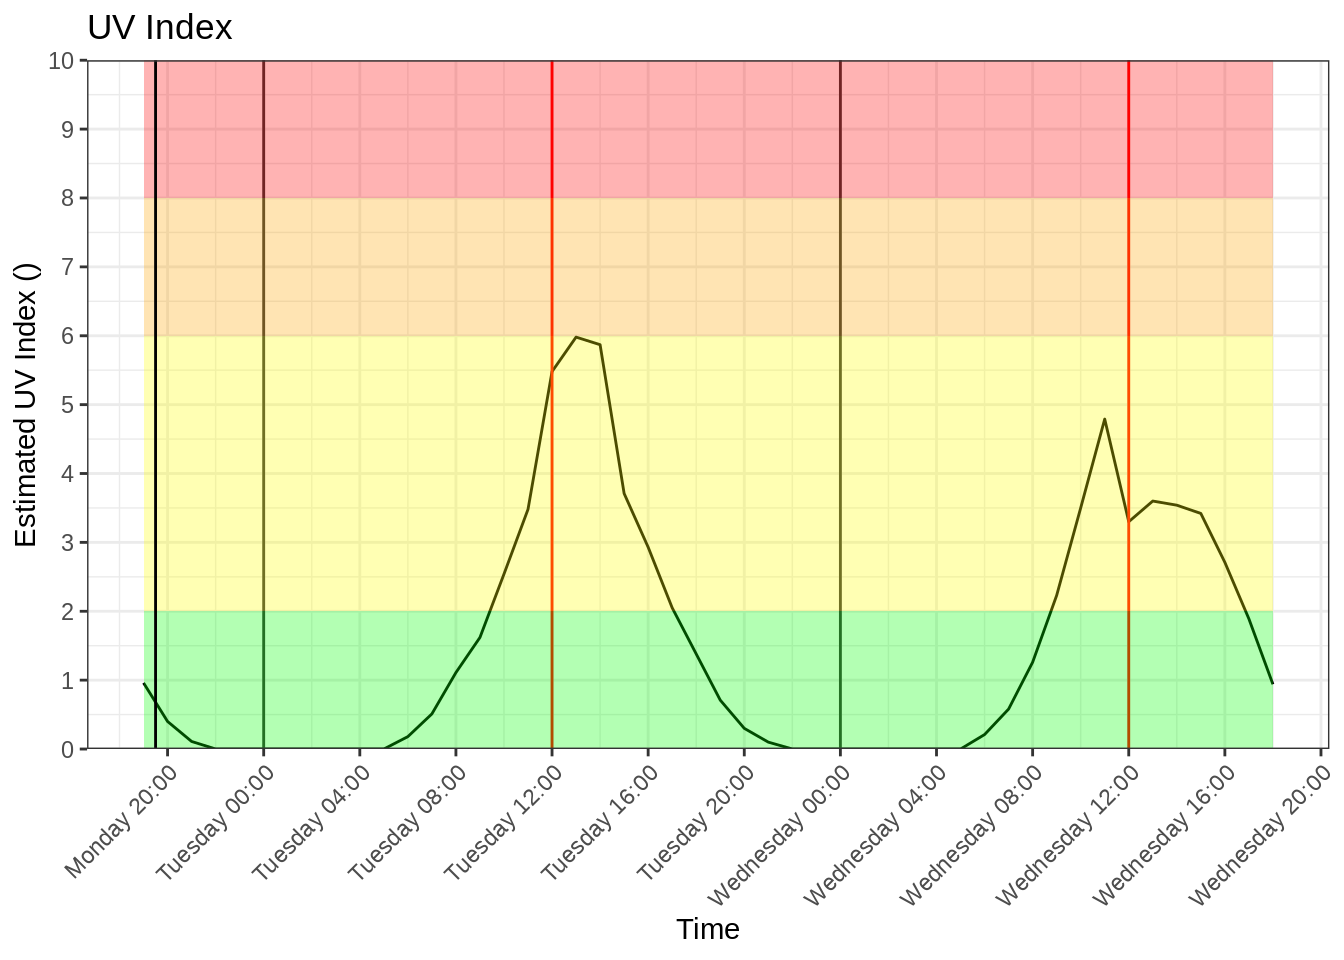 UV Index
Estimated UV Index ()
10
9
8
7
6
5
4
3
2
1
0
Monday 20:00
Tuesday 00:00
Tuesday 04:00
Tuesday 08:00
Tuesday 12:00
Tuesday 16:00
Tuesday 20:00
Wednesday 00:00
Wednesday 04:00
Wednesday 08:00
Wednesday 12:00
Wednesday 16:00
Wednesday 20:00
Time